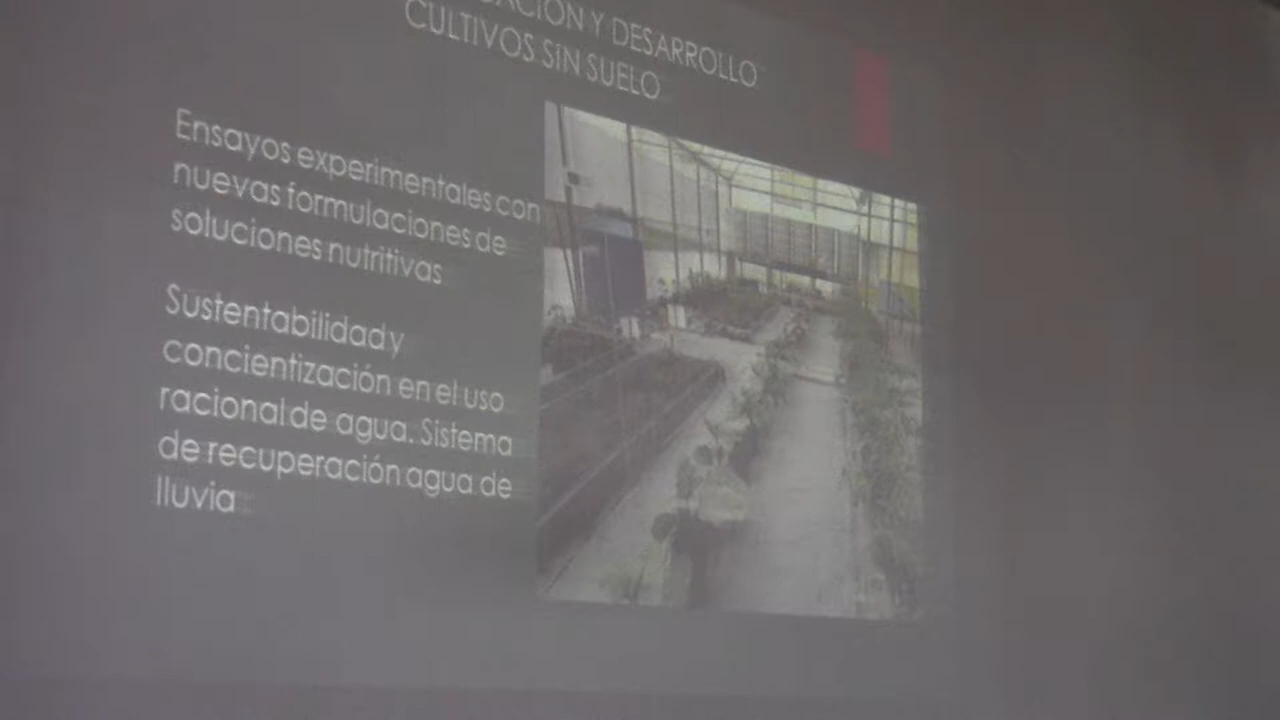 Y DESARROLLO
CULTIVOS SIN SUELO
Ensayos experimentales con
nuevas formulaciones de
soluciones nutritivas
Sustentabilidad y
concientización en el uso
racional de agua. Sistema
de recuperación agua de
lluvia